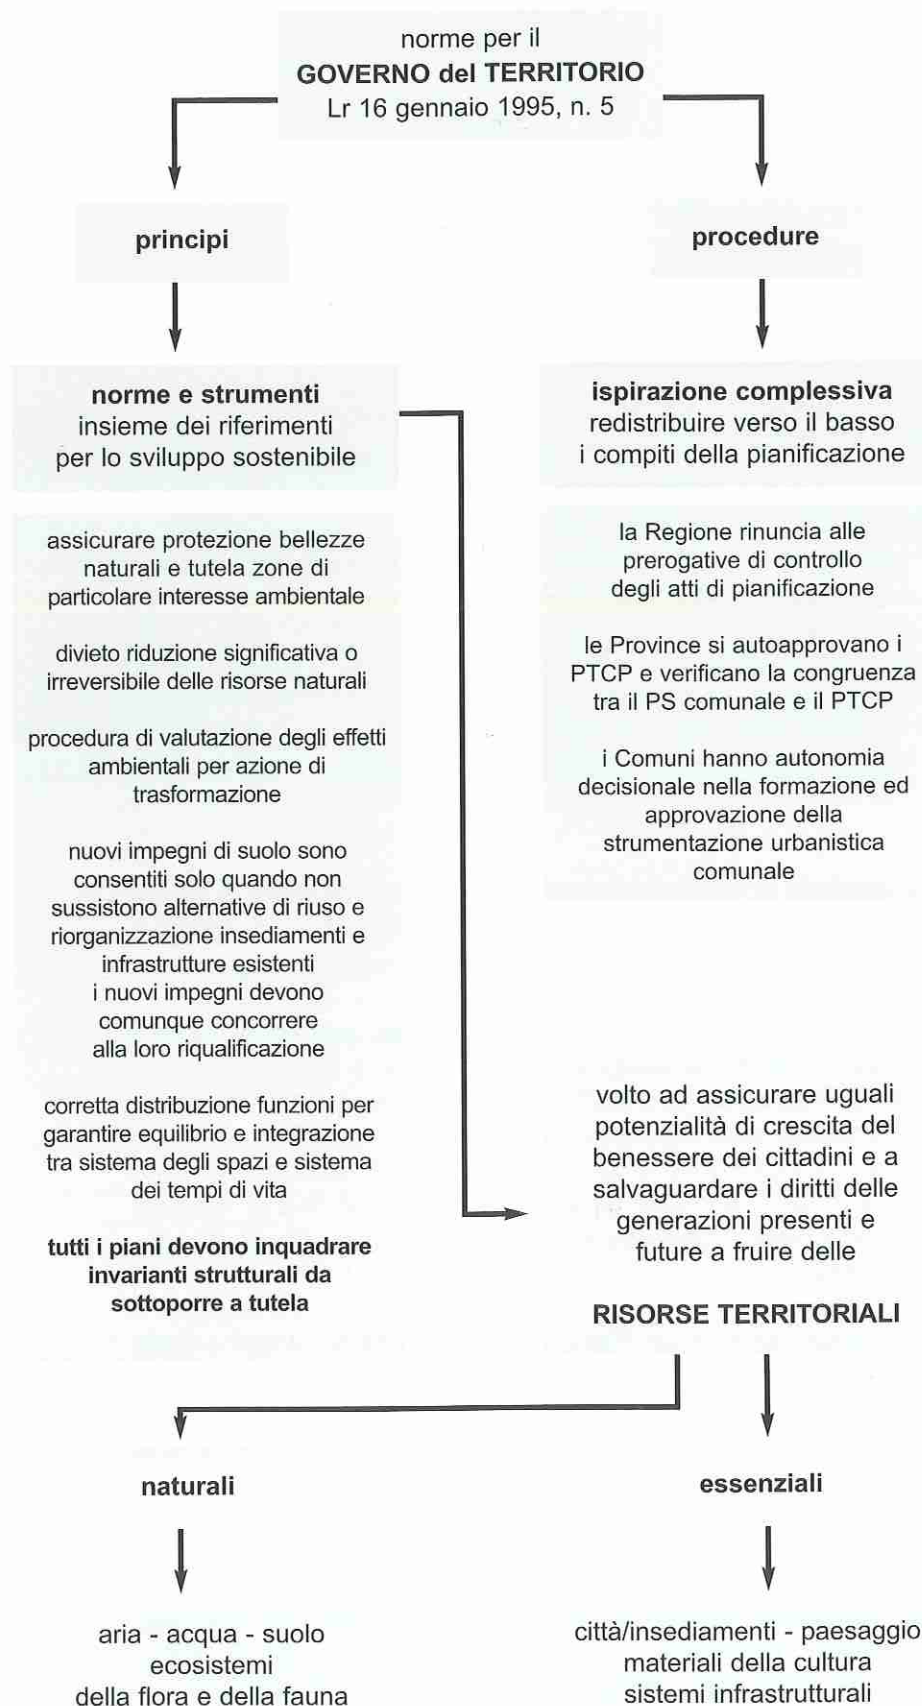 norme per il
GOVERNO del TERRITORIO
Lr 16 gennaio 1995, n. 5
principi
procedure
norme e strumenti
insieme dei riferimenti
per lo sviluppo sostenibile
ispirazione complessiva
redistribuire verso il basso
i compiti della pianificazione
assicurare protezione bellezze
naturali e tutela zone di
particolare interesse ambientale
divieto riduzione significativa o
irreversibile delle risorse naturali
procedura di valutazione degli effetti
ambientali per azione di
trasformazione
nuovi impegni di suolo sono
consentiti solo quando non
sussistono alternative di riuso e
riorganizzazione insediamenti e
infrastrutture esistenti
i nuovi impegni devono
comunque concorrere
alla loro riqualificazione
corretta distribuzione funzioni per
garantire equilibrio e integrazione
tra sistema degli spazi e sistema
dei tempi di vita
tutti i piani devono inquadrare
invarianti strutturali da
sottoporre a tutela
la Regione rinuncia alle
prerogative di controllo
degli atti di pianificazione
le Province si autoapprovano i
PTCP e verificano la congruenza
tra il PS comunale e il PTCP
i Comuni hanno autonomia
decisionale nella formazione ed
approvazione della
strumentazione urbanistica
comunale
volto ad assicurare uguali
potenzialità di crescita del
benessere dei cittadini e a
salvaguardare i diritti delle
generazioni presenti e
future a fruire delle
RISORSE TERRITORIALI
naturali
essenziali
aria - acqua - suolo
ecosistemi
della flora e della fauna
città/insediamenti - paesaggio
materiali della cultura
sistemi infrastrutturali